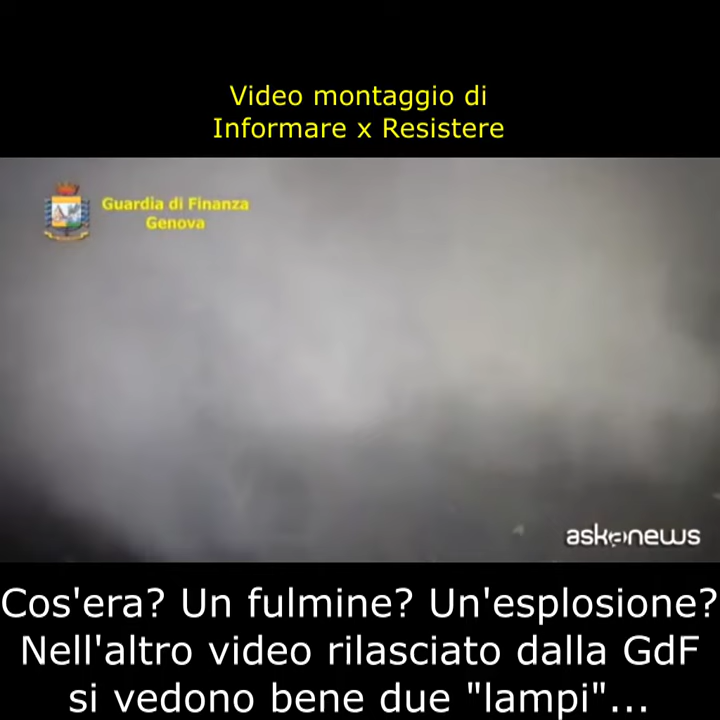 Video montaggio di
Informare x Resistere
Guardia di Finanza
Genova
askanews
Cos'era? Un fulmine? Un'esplosione?
Nell'altro video rilasciato dalla GdF
si vedono bene due "lampi"...